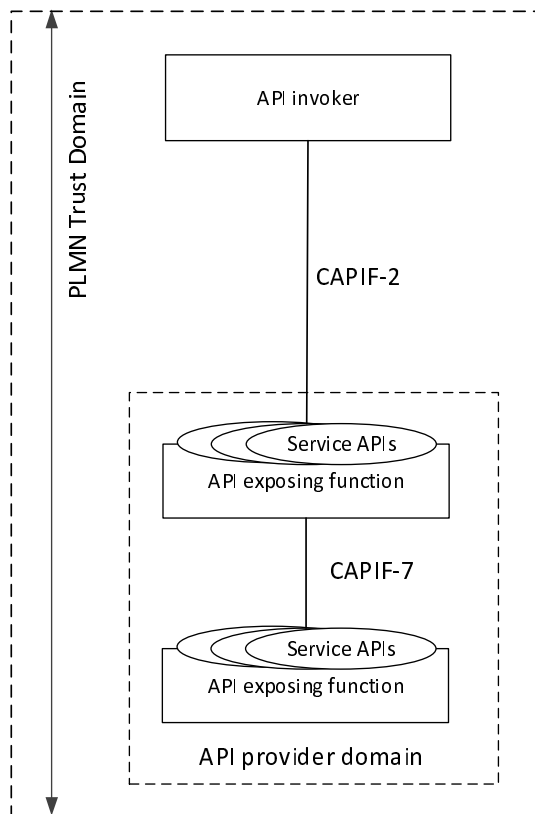 PLMN Trust Domain
API invoker
CAPIF-2
Service APIs
API exposing function
CAPIF-7
Service APIs
API exposing function
API provider domain